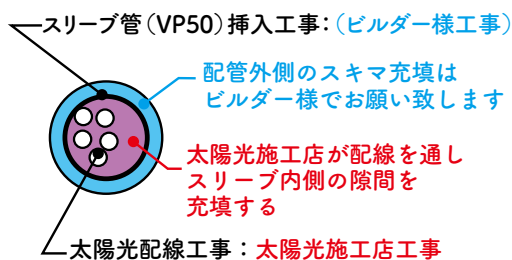 スリーブ管(VP50)挿入工事:(ビルダー様工事)
配管外側のスキマ充填は
ビルダー様でお願い致します
太陽光施工店が配線を通し
スリーブ内側の隙間を
充填する
太陽光配線工事:太陽光施工店工事